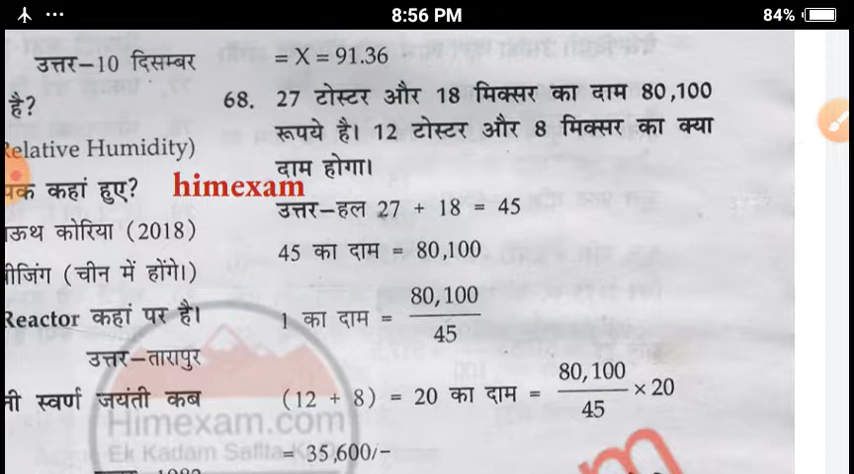 8:56 PM
84%
उत्तर–10 दिसम्बर
है?
Relative Humidity)
कहां हुए?
himexam
कोरिया (2018)
(चीन में होंगे।)
Reactor कहां पर है।
उत्तर–तारापुर
स्वर्ण जयंती कब
= X = 91.36
68. 27 टोस्टर और 18 मिक्सर का दाम 80,100
रूपये है। 12 टोस्टर और 8 मिक्सर का क्या
दाम होगा।
उत्तर–हल 27 + 18 = 45
45 का दाम = 80,100
1 का दाम = 80,100 / 45
(12 + 8) = 20 का दाम = 80,100 / 45 × 20
= 35,600/–
Himexam.com
Ek Kadam Saflta K